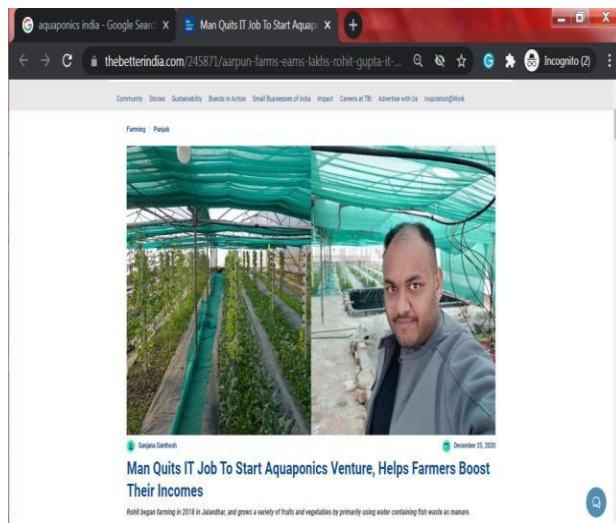 aquaponics india - Google Searc
Man Quits IT Job To Start Aquap
thebetterindia.com/245871/aarpun-farms-earns-lakhs-rohit-gupta-it-...
Incognito (2)
Community Stories Sustainability Brands in Action Small Businesses of India Impact Careers at TBI Advertise with Us Inspiration@Work
Farming | Punjab
Sanjana Santhosh
December 25, 2020
Man Quits IT Job To Start Aquaponics Venture, Helps Farmers Boost
Their Incomes
Rohit began farming in 2018 in Jalandhar, and grows a variety of fruits and vegetables by primarily using water containing fish waste as manure.